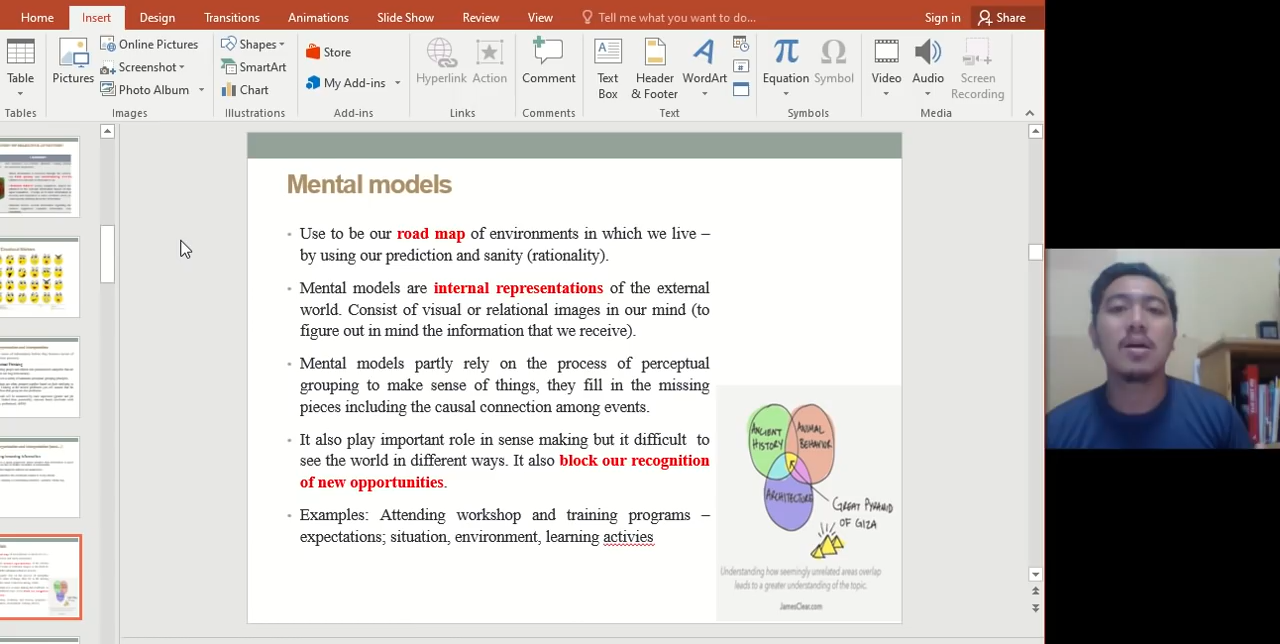 Home Insert Design Transitions Animations Slide Show Review View Tell me what you want to do... Sign in Share
Table
Tables
Pictures
Online Pictures
Screenshot
Photo Album
Images
Shapes
SmartArt
Chart
Illustrations
Store
My Add-ins
Add-ins
Hyperlink
Action
Links
Comment
Comments
Text
Box
Header
& Footer
WordArt
Text
Equation
Symbol
Symbols
Video
Audio
Screen
Recording
Media
Mental models
• Use to be our road map of environments in which we live –
by using our prediction and sanity (rationality).
• Mental models are internal representations of the external
world. Consist of visual or relational images in our mind (to
figure out in mind the information that we receive).
• Mental models partly rely on the process of perceptual
grouping to make sense of things, they fill in the missing
pieces including the causal connection among events.
• It also play important role in sense making but it difficult to
see the world in different ways. It also block our recognition
of new opportunities.
• Examples: Attending workshop and training programs –
expectations; situation, environment, learning activies
ANCIENT
HISTORY
ANIMAL
BEHAVIOR
ARCHITECTURE
GREAT PYRAMID
OF GIZA
Understanding how seemingly unrelated areas overlap
leads to a greater understanding of the topic.
JamesClear.com